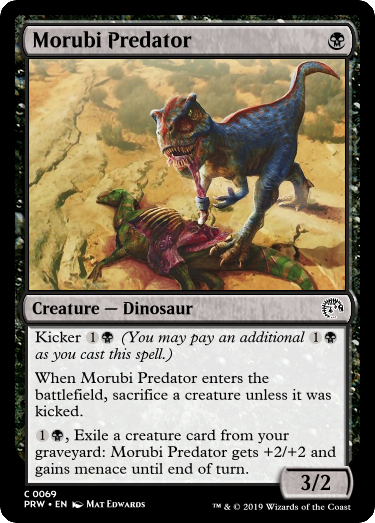 Morubi Predator
Creature — Dinosaur
Kicker 1 (You may pay an additional 1
as you cast this spell.)
When Morubi Predator enters the
battlefield, sacrifice a creature unless it was
kicked.
1, Exile a creature card from your
graveyard: Morubi Predator gets +2/+2 and
gains menace until end of turn.
3/2
C 0069
PRW • EN Mat Edwards
™ & © 2019 Wizards of the Coast